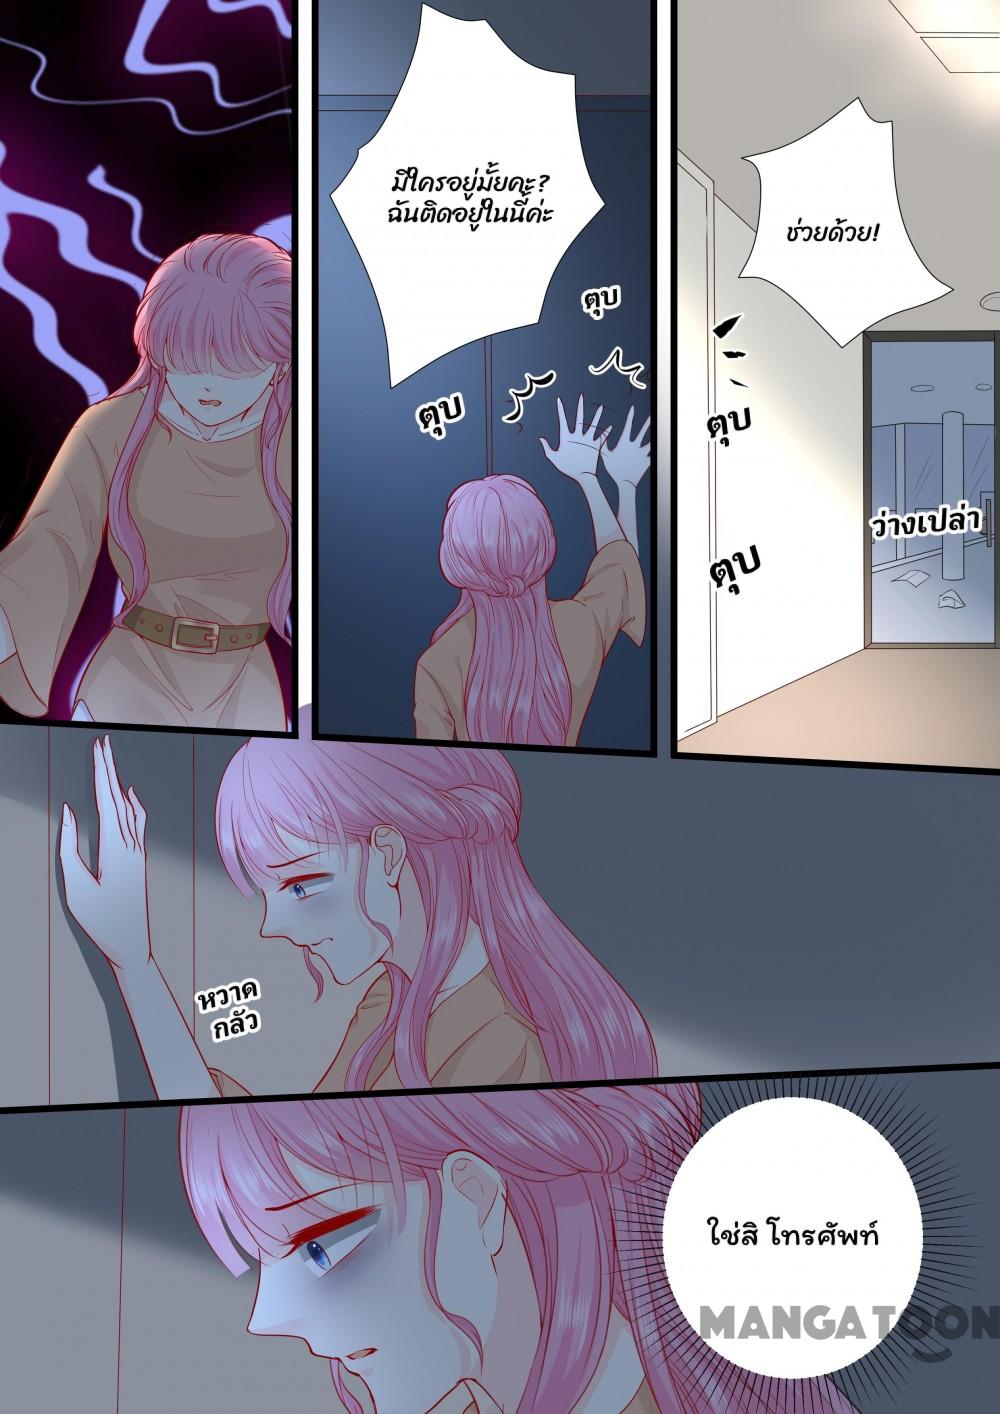 มีใครอยู่มั้ยคะ?
ฉันติดอยู่ในนี้ค่ะ
ตุบ
ตุบ
ช่วยด้วย!
ตุบ
ตุบ
ว่างเปล่า
หวาด
กลัว
ใช่สิ โทรศัพท์
MANGATOON